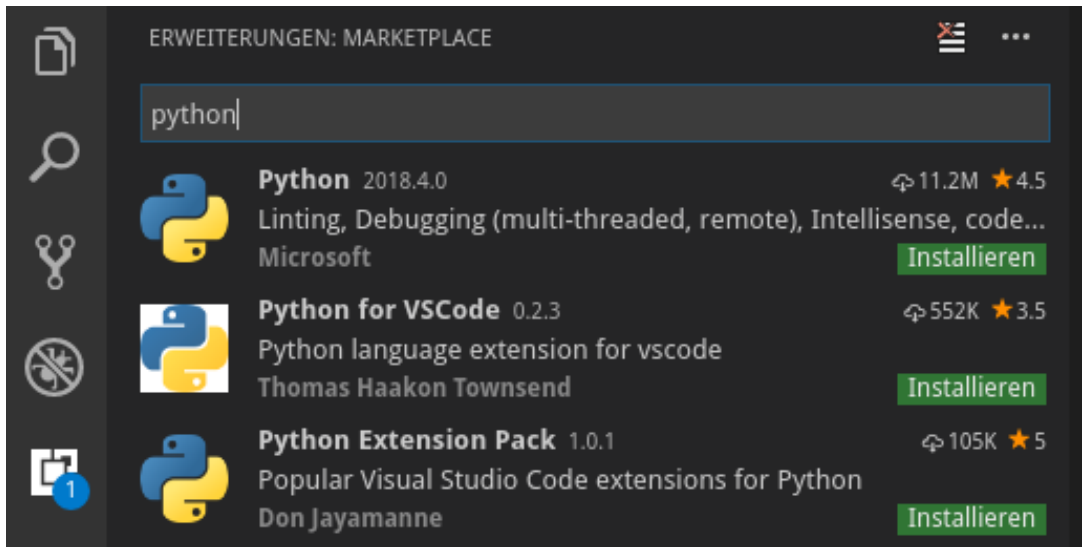 ERWEITERUNGEN: MARKETPLACE
python
Python 2018.4.0 11.2M ★4.5
Linting, Debugging (multi-threaded, remote), Intellisense, code...
Microsoft Installieren
Python for VSCode 0.2.3 552K ★3.5
Python language extension for vscode
Thomas Haakon Townsend Installieren
Python Extension Pack 1.0.1 105K ★5
Popular Visual Studio Code extensions for Python
1
Don Jayamanne Installieren